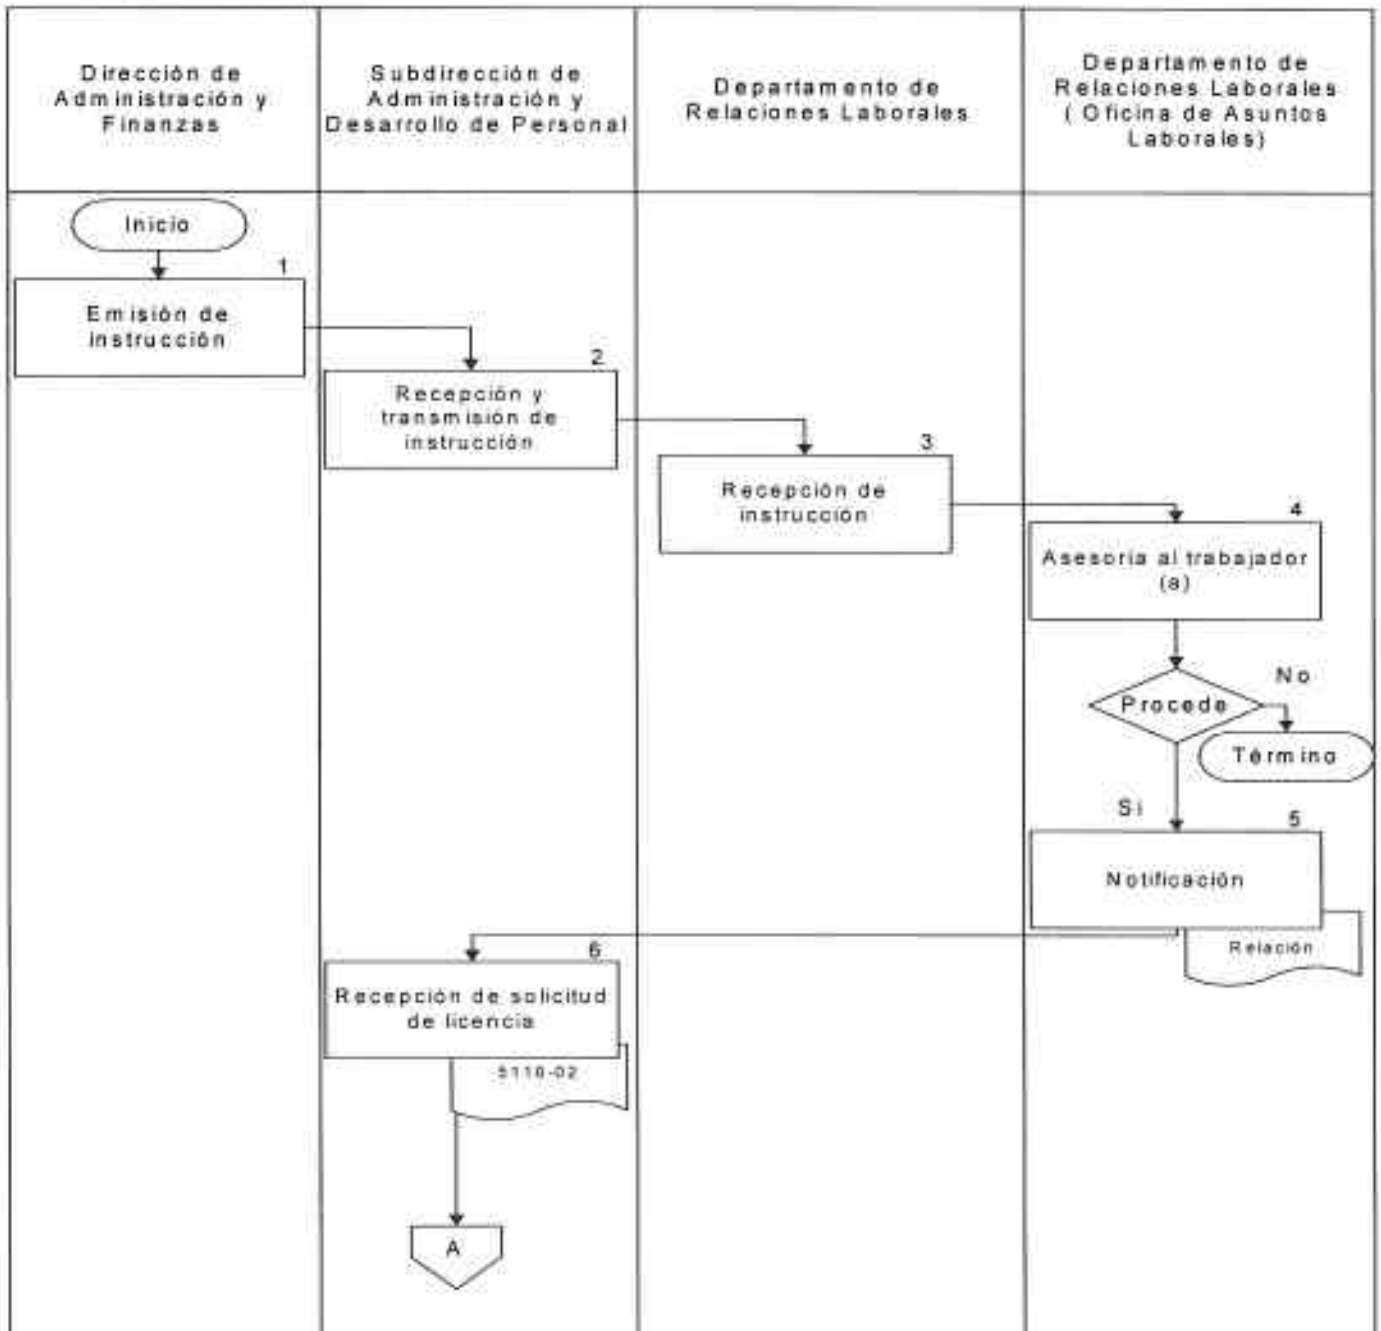 Dirección de
Administración y
Finanzas
Subdirección de
Administración y
Desarrollo de Personal
Departamento de
Relaciones Laborales
Departamento de
Relaciones Laborales
( Oficina de Asuntos
Laborales)
Inicio
1
Emisión de
instrucción
2
Recepción y
transmisión de
instrucción
3
Recepción de
instrucción
4
Asesoria al trabajador
(a)
Procede
No
Término
Si
5
Notificación
Relación
6
Recepción de solicitud
de licencia
5110-02
A